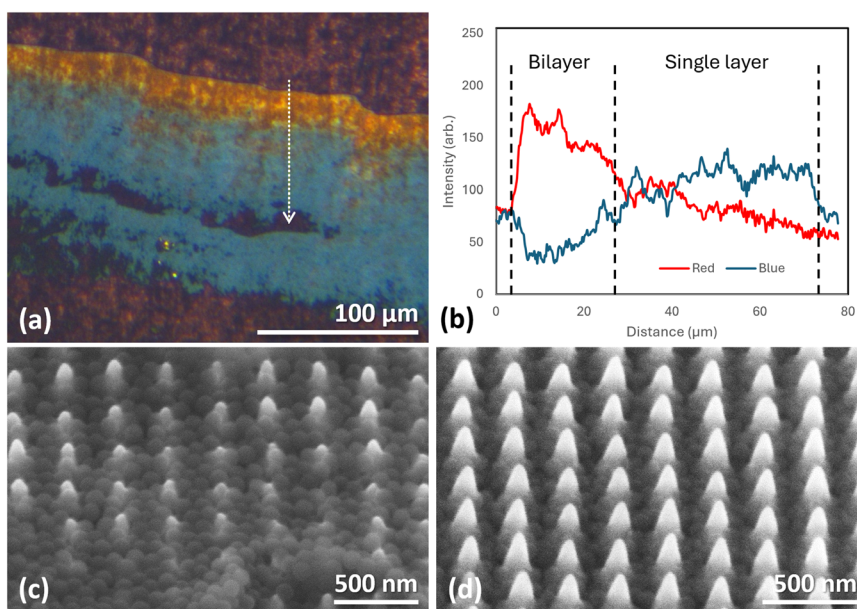 100 µm
(a)
250
200
150
100
50
0
Intensity (arb.)
Bilayer
Single layer
Red
Blue
0
20
40
60
80
Distance (µm)
(b)
(c)
500 nm
(d)
500 nm